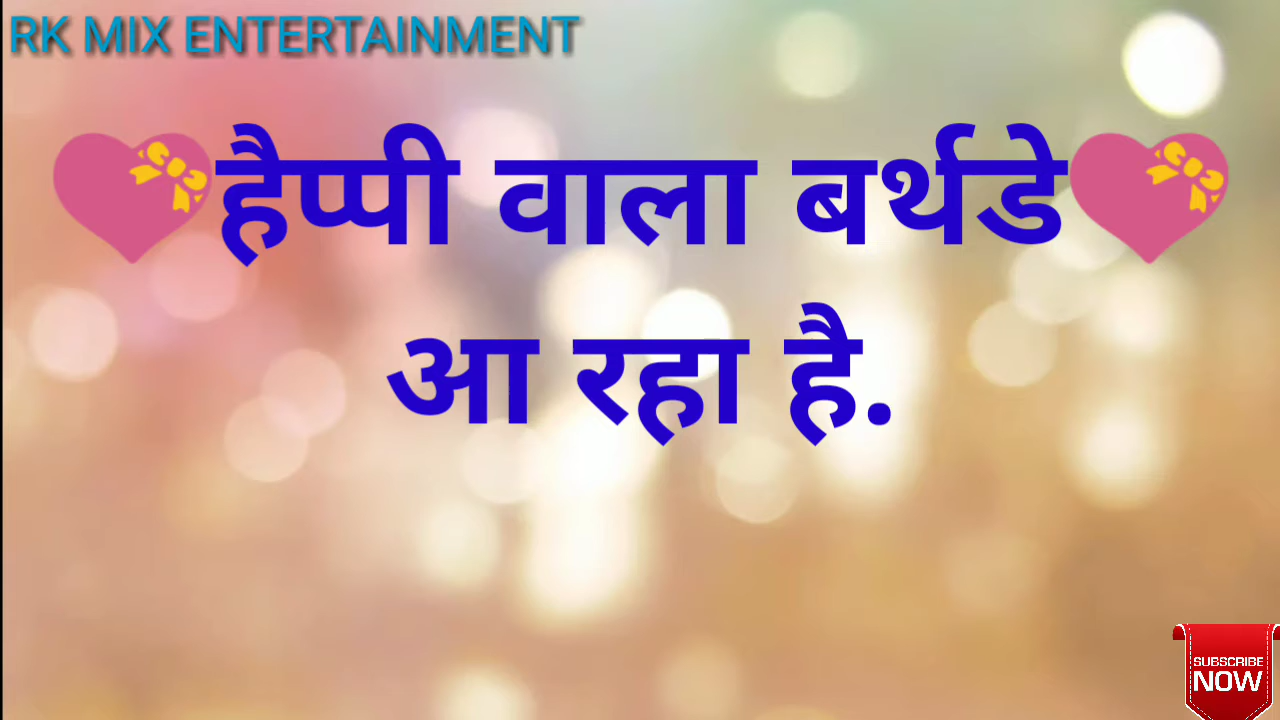 RK MIX ENTERTAINMENT
💝हैप्पी वाला बर्थडे💝
आ रहा है.
SUBSCRIBE
NOW